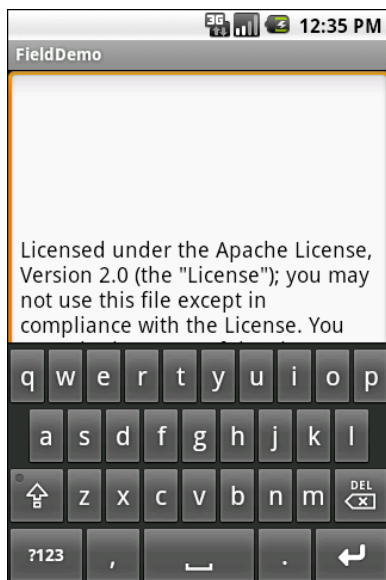 3G 12:35 PM
FieldDemo
Licensed under the Apache License,
Version 2.0 (the "License"); you may
not use this file except in
compliance with the License. You
q w e r t y u i o p
a s d f g h j k l
z x c v b n m DEL
?123 , .